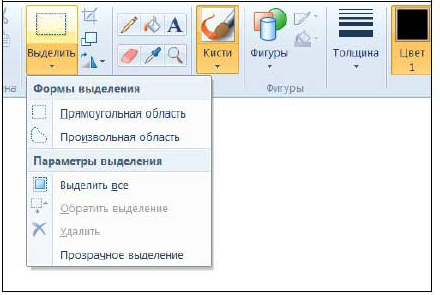 Выделить
А
Кисти
Фигуры
Толщина
Цвет
1
на
Фигуры
Формы выделения
Прямоугольная область
Произвольная область
Параметры выделения
Выделить все
Обратить выделение
Удалить
Прозрачное выделение